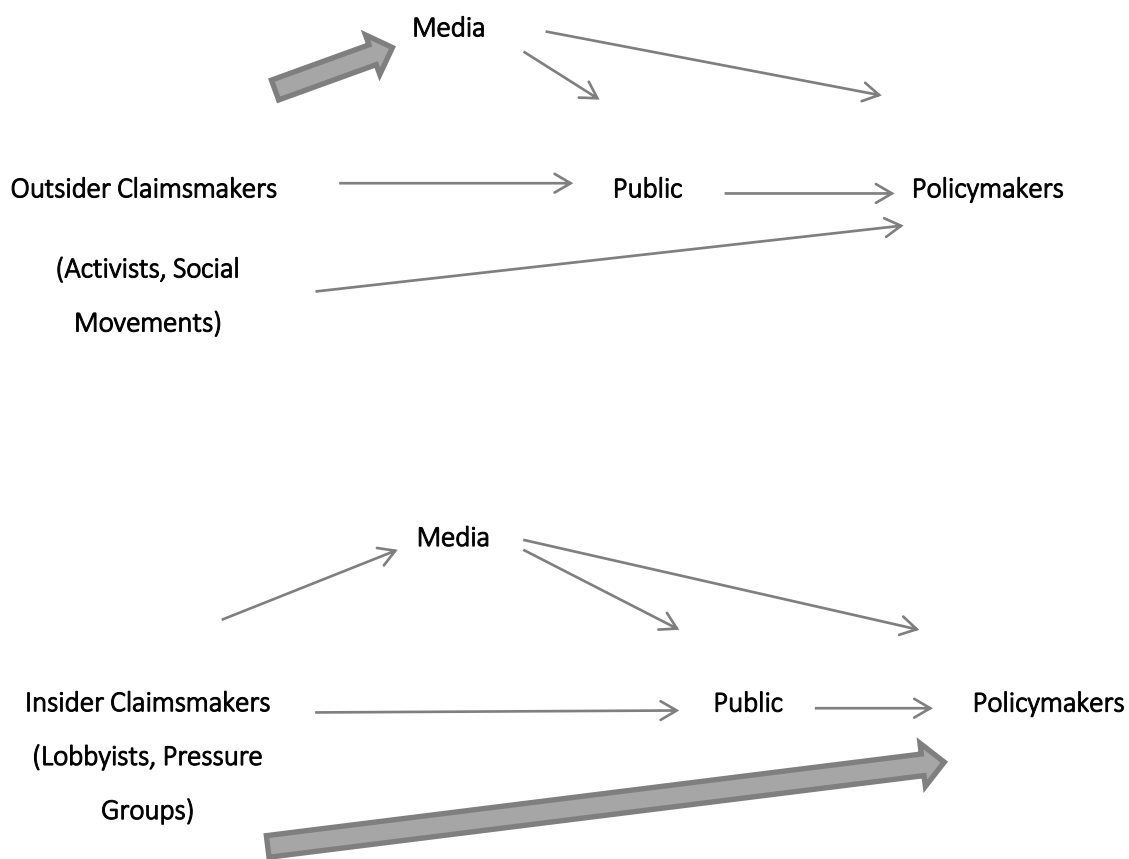 Media
Outsider Claimsmakers
Public
Policymakers
(Activists, Social
Movements)
Media
Insider Claimsmakers
Public
Policymakers
(Lobbyists, Pressure
Groups)